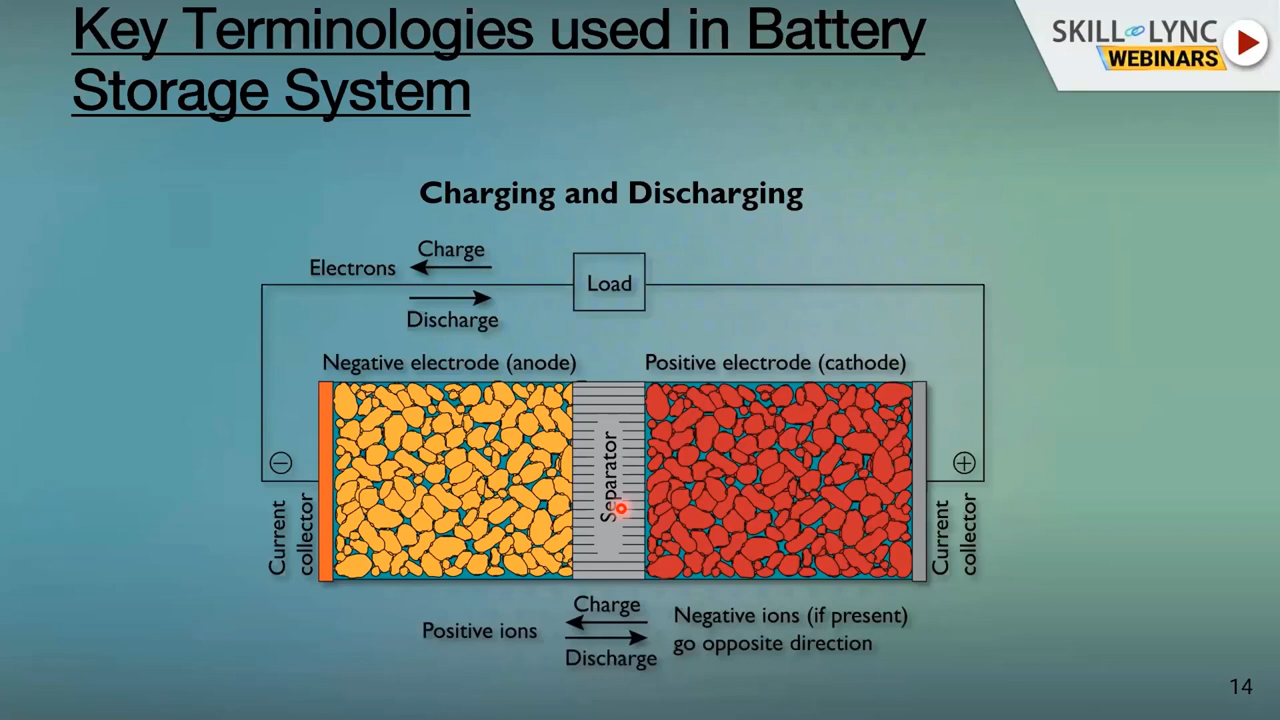 Key Terminologies used in Battery
Storage System
SKILL LYNC
WEBINARS
Charging and Discharging
Charge
Electrons
Load
Discharge
Negative electrode (anode)
Positive electrode (cathode)
Separator
−
+
Current
collector
Current
collector
Charge
Positive ions
Discharge
Negative ions (if present)
go opposite direction
14